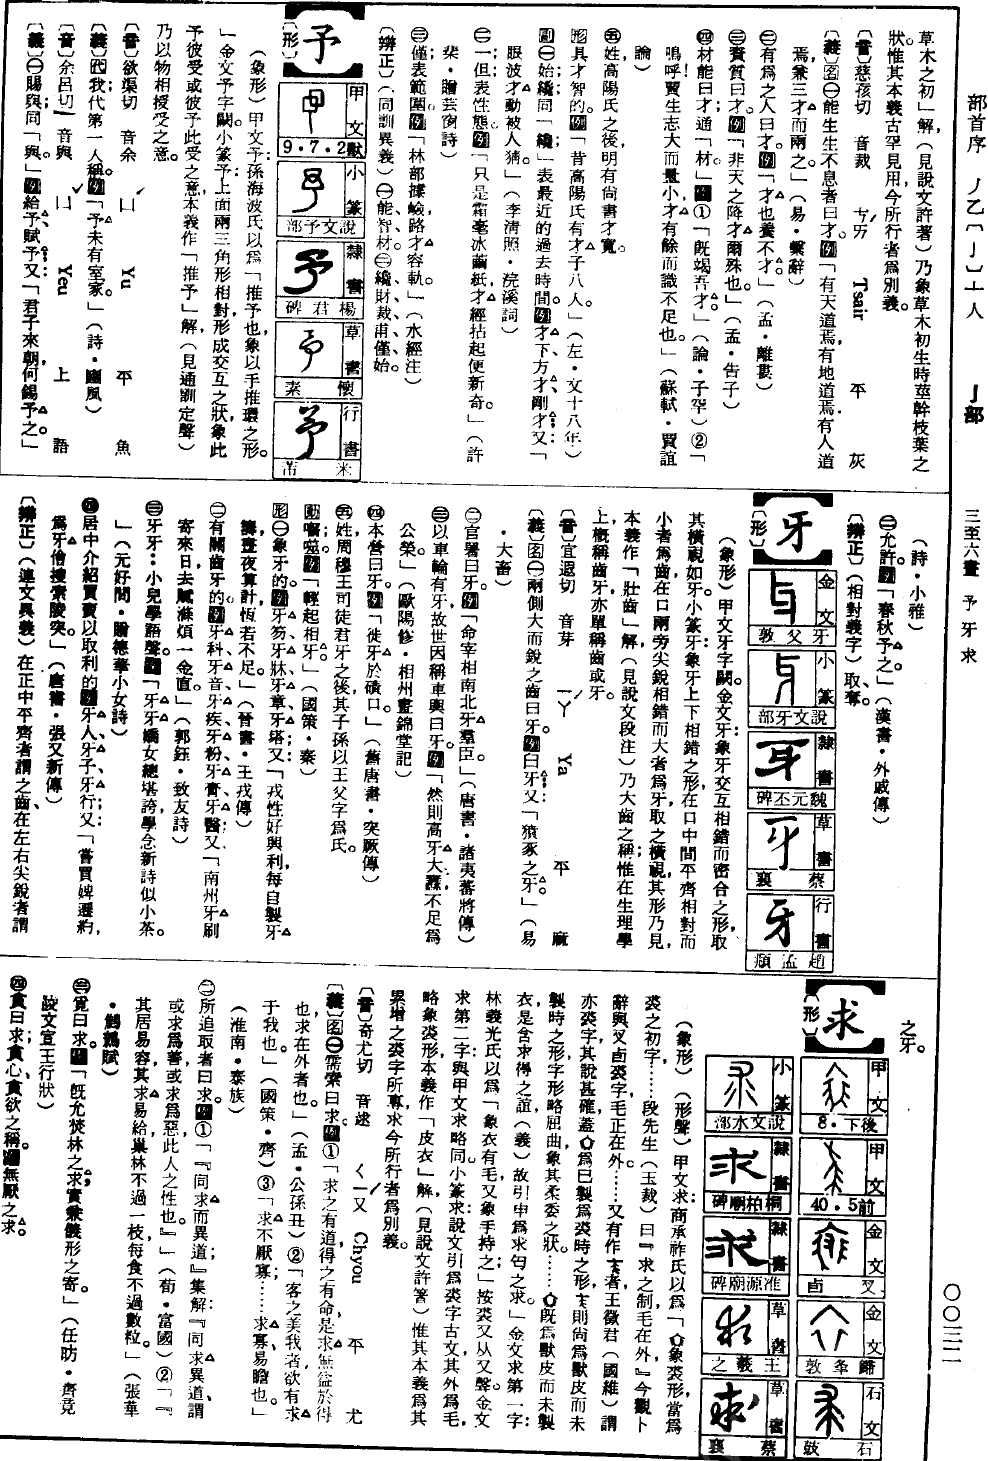 部首序 丿乙𠃌亅乚十人 亅部 三至六畫 予牙求 〇〇三二
草木之初」解，（見說文許著）乃象草木初生時莖幹枝葉之
狀；惟其本義古罕見用，今所行者爲別義。
〔音〕慈孩切 音裁 ㄘㄞˊ Tsair 平 灰
〔義〕㊀能生生不息者曰才。例「有天道焉，有地道焉，有人道
焉，兼三才而兩之。」（易·繫辭）
㊁有爲之人曰才。例「才也養不才。」（孟·離婁）
㊂資質曰才。例「非天之降才爾殊也。」（孟·告子）
㊃材能曰才；通「材」。例①「旣竭吾才。」（論·子罕）②「
嗚呼！賈生志大而量小，才有餘而識不足也。」（蘇軾·賈誼
論）
㊄姓，高陽氏之後，明有尚書才寬。
形具才智的。例「昔高陽氏有才子八人。」（左·文十八年）
副㊀始纔；同「纔」，表最近的過去時間。例才下，方才，剛才；又「
眼波才動被人猜。」（李淸照·浣溪詞）
㊁一但；表性態。例「只是霜毫冰繭紙，才經拈起便新奇。」（許
棐·贈芸窗詩）
㊂僅；表範圍。例「林部據嶮，路才容軌。」（水經注）
〔辨正〕（同訓異義）㊀能、智、材。㊁纔、財、裁、甫、僅、始。
予
〔形〕
甲文 9·7·2獸
小篆 說文予部
隸書 楊君碑
草書 懷素
行書 米芾
（象形）甲文予：孫海波氏以爲「推予也，象以手推環之形。
」金文予字闕。小篆予：上面兩三角形相對，形成交互之狀，象此
予彼受或彼予此受之意，本義作「推予」解（見通訓定聲）
乃以物相授受之意。
〔音〕欲渠切 音余 ㄩˊ Yu 平 魚
〔義〕代我；代第一人稱。例「予未有室家。」（詩·豳風）
〔音〕余呂切 音與 ㄩˇ Yeu 上 語
〔義〕㊀賜與；同「與」。例給予，賦予；又「君子來朝，何錫予之。」
（詩·小雅）
㊁允許。例「春秋予之。」（漢書·外戚傳）
〔辨正〕（相對義字）取、奪。
牙
〔形〕
金文 牙父敦
小篆 說文牙部
隸書 魏元丕碑
草書 蔡襄
行書 趙孟頫
（象形）甲文牙字闕。金文牙：象牙交互相錯而密合之形，取
其橫視如牙。小篆牙：象牙上下相錯之形，在口中間平齊相對而
小者爲齒，在口兩旁尖銳相錯而大者爲牙，取之橫視，其形乃見，
本義作「壯齒」解（見說文段注）乃大齒之稱；惟在生理學
上概稱齒牙，亦單稱齒或牙。
〔音〕宜遐切 音芽 ㄧㄚˊ Ya 平 麻
〔義〕㊀兩側大而銳之齒曰牙。例臼牙；又「豶豕之牙。」（易
·大畜）
㊁官署曰牙。例「命宰相南北牙羣臣。」（唐書·諸夷蕃將傳）
㊂以車輪有牙，故世因稱車輿曰牙。例「然則高牙大纛，不足爲
公榮。」（歐陽修·相州晝錦堂記）
㊃本營曰牙。例「徙牙於磧口。」（舊唐書·突厥傳）
㊄姓，周穆王司徒君牙之後，其子孫以王父字爲氏。
動囓噬。例「輕起相牙。」（國策·秦）
形㊀象牙的。例牙笏，牙牀，牙章，牙塔；又「戎性好興利，每自製牙
籌，晝夜算計，恆若不足。」（晉書·王戎傳）
㊁有關齒牙的。例牙科，牙音，牙疾，牙粉，牙膏，牙醫；又「南州牙刷
寄來日，去膩滌煩一金直。」（郭鈺·致友詩）
㊂牙牙：小兒學語聲。例「牙牙嬌女總堪誇，學念新詩似小茶。
」（元好問·贈德華小女詩）
㊃居中介紹買賣以取利的。例牙人，牙子，牙行；又「嘗買婢遷約，
爲牙儈搜索陵突。」（唐書·張又新傳）
〔辨正〕（連文異義）在正中平齊者謂之齒，在左右尖銳者謂
之牙。
求
〔形〕
甲文 8·下後
甲文 40·5前
金文 叉卣
金文 歸夆敦
石文 石鼓
小篆 說文水部
隸書 桐柏廟碑
隸書 淮源廟碑
草書 王羲之
草書 蔡襄
（象形）（形聲）甲文求：商承祚氏以爲「象裘形，當爲
裘之初字……段先生（玉裁）曰『求之制，毛在外，』今觀卜
辭與叉卣裘字，毛正在外。……又有作者，王徵君（國維）謂
亦裘字，其說甚確，蓋爲已製爲裘時之形，則尚爲獸皮而未
製時之形，字形略屈曲，象其柔委之狀。……旣爲獸皮而未製
衣，是含求得之誼（義）故引申爲求匄之求。」金文求第一字：
林義光氏以爲「象衣有毛，又象手持之；」按裘又从又聲。金文
求第二字：與甲文求略同。小篆求：說文引爲裘字古文，其外爲毛，
略象裘形，本義作「皮衣」解（見說文許箸）惟其本義爲其
累增之裘字所專，求今所行者爲別義。
〔音〕奇尤切 音逑 ㄑㄧㄡˊ Chyou 平 尤
〔義〕㊀需索曰求。例①「求之有道，得之有命，是求無益於得
也，求在外者也。」（孟·公孫丑）②「客之美我者，欲有求
于我也。」（國策·齊）③「求不厭寡……求寡易瞻也。」
（淮南·泰族）
㊁所追取者曰求。例①「『同求而異道；』集解『同求異道，謂
或求爲善，或求爲惡，此人之性也。』」（荀·富國）②「『
其居易容，其求易給，巢林不過一枝，每食不過數粒。」（張華
·鷦鷯賦）
㊂覓曰求。例「旣允焚林之求，實兼儀形之寄。」（任昉·齊竟
陵文宣王行狀）
㊃貪曰求；貪心貪欲之稱。例無厭之求。